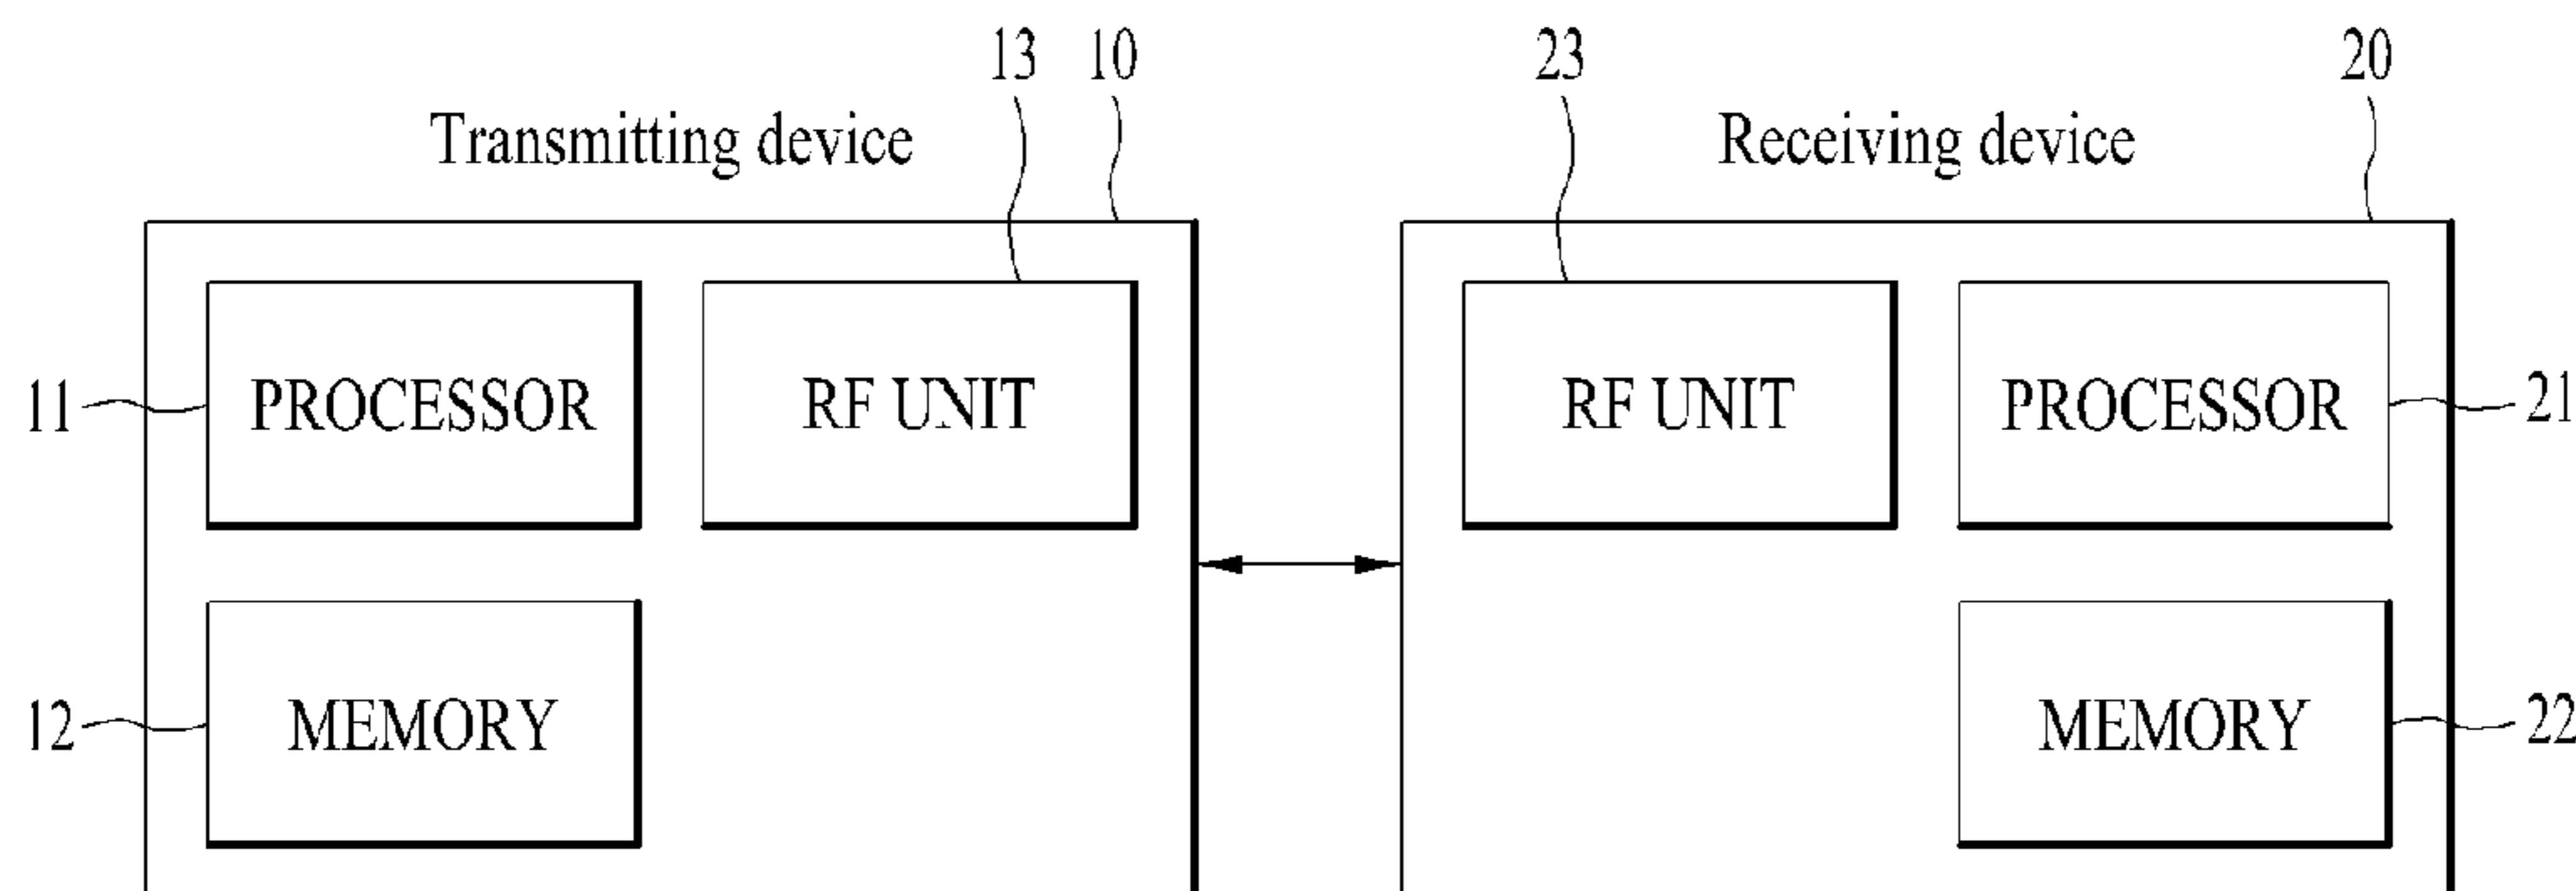 13 10 23 20
Transmitting device Receiving device
11 PROCESSOR RF UNIT RF UNIT PROCESSOR 21
12 MEMORY MEMORY 22